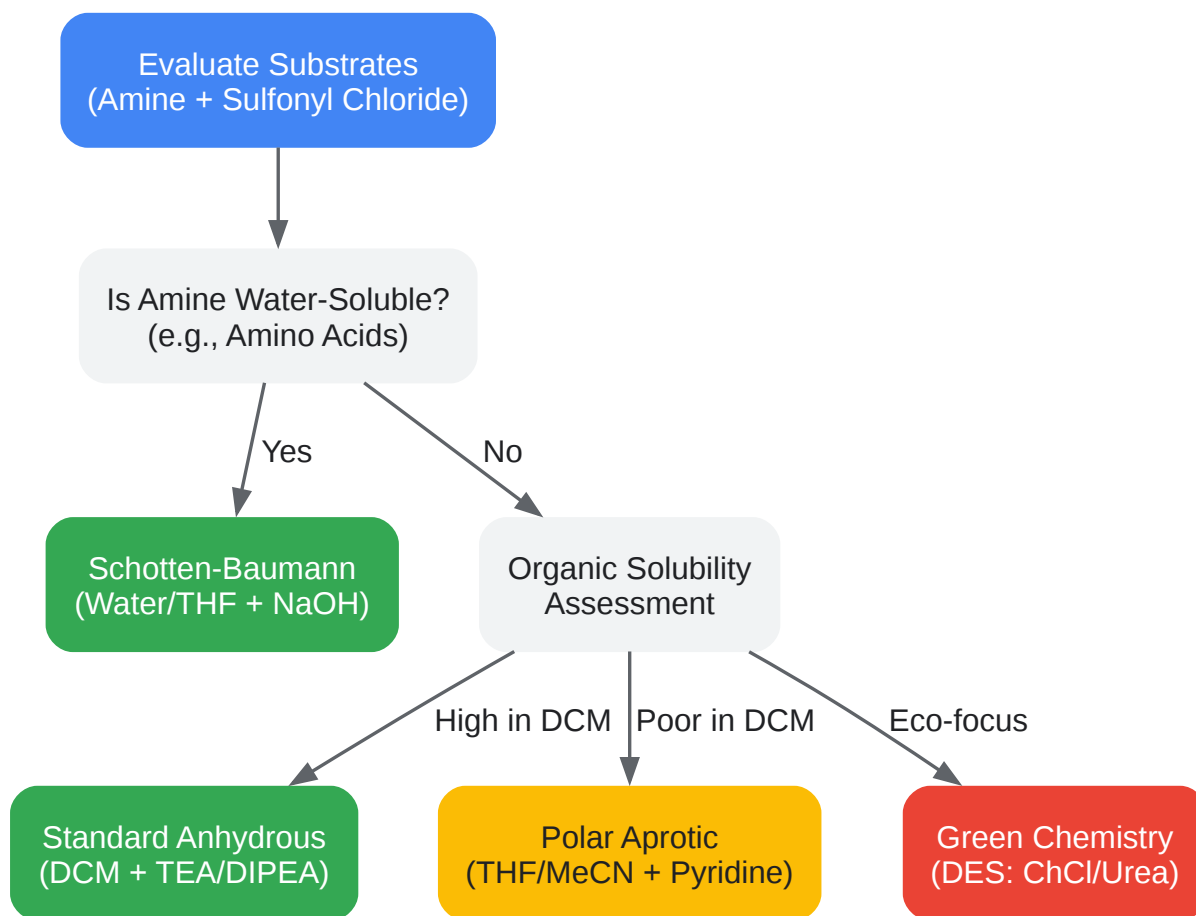 Evaluate Substrates
(Amine + Sulfonyl Chloride)
Is Amine Water-Soluble?
(e.g., Amino Acids)
Yes
No
Schotten-Baumann
(Water/THF + NaOH)
Organic Solubility
Assessment
High in DCM
Poor in DCM
Eco-focus
Standard Anhydrous
(DCM + TEA/DIPEA)
Polar Aprotic
(THF/MeCN + Pyridine)
Green Chemistry
(DES: ChCl/Urea)